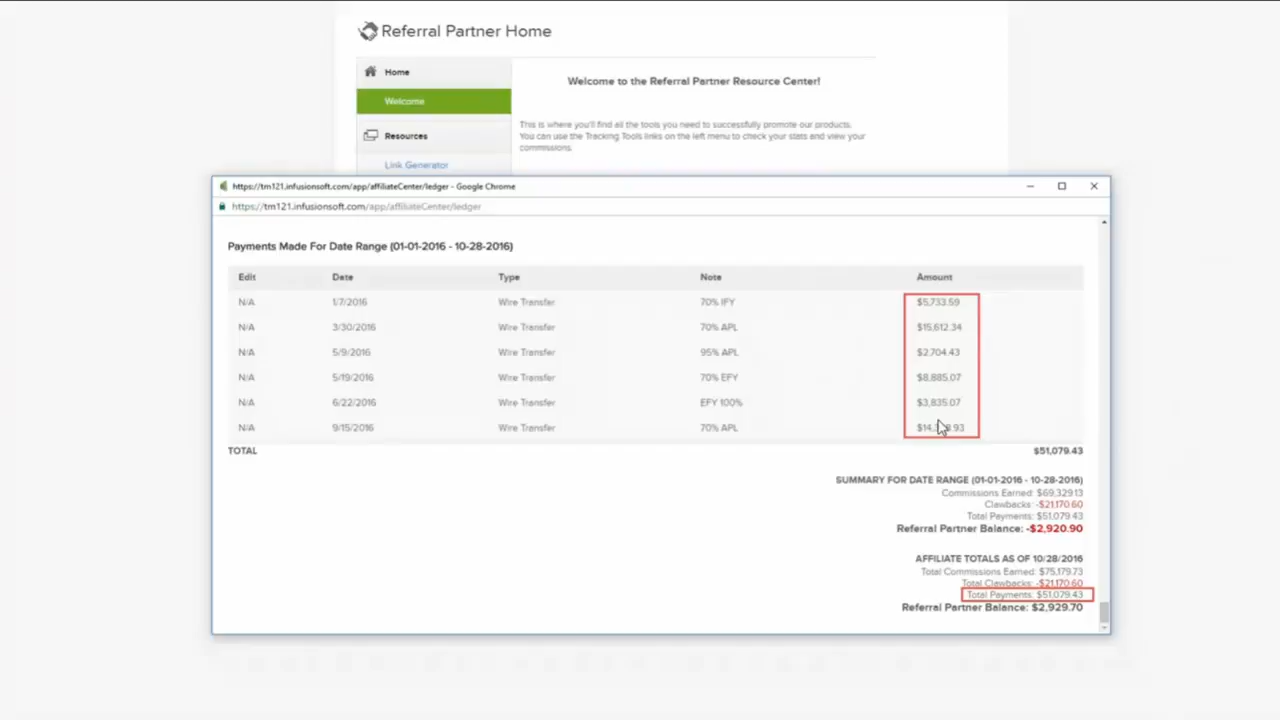 Referral Partner Home
Home
Welcome to the Referral Partner Resource Center!
Welcome
This is where you'll find all the tools you need to successfully promote our products.
You can use the Tracking Tools links on the left menu to check your stats and view your
commissions.
Resources
Link Generator
https://tm121.infusionsoft.com/app/affiliateCenter/ledger - Google Chrome
https://tm121.infusionsoft.com/app/affiliateCenter/ledger
Payments Made For Date Range (01-01-2016 - 10-28-2016)
Edit Date Type Note Amount
N/A 1/7/2016 Wire Transfer 70% IFY $5,733.59
N/A 3/30/2016 Wire Transfer 70% APL $15,612.34
N/A 5/9/2016 Wire Transfer 95% APL $2,704.43
N/A 5/19/2016 Wire Transfer 70% EFY $8,885.07
N/A 6/22/2016 Wire Transfer EFY 100% $3,835.07
N/A 9/15/2016 Wire Transfer 70% APL
TOTAL $51,079.43
SUMMARY FOR DATE RANGE (01-01-2016 - 10-28-2016)
Commissions Earned: $69,329.13
Clawbacks: -$21,170.60
Total Payments: $51,079.43
Referral Partner Balance: -$2,920.90
AFFILIATE TOTALS AS OF 10/28/2016
Total Commissions Earned: $75,179.73
Total Clawbacks: -$21,170.60
Total Payments: $51,079.43
Referral Partner Balance: $2,929.70